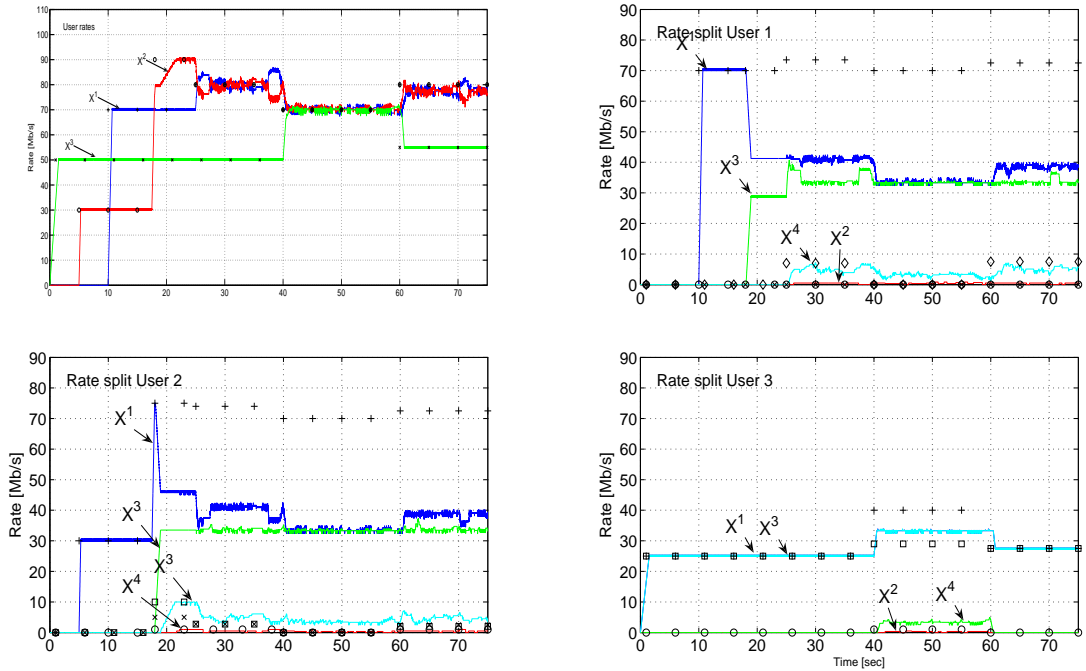 User rates
110
100
90
80
70
60
50
40
30
20
10
0
Rate [Mb/s]
X2
X1
X3
0 10 20 30 40 50 60 70
Rate split User 1
90
80
70
60
50
40
30
20
10
0
Rate [Mb/s]
X1
X3
X4
X2
0 10 20 30 40 50 60 70
Rate split User 2
90
80
70
60
50
40
30
20
10
0
Rate [Mb/s]
X1
X3
X3
X4
0 10 20 30 40 50 60 70
Rate split User 3
90
80
70
60
50
40
30
20
10
0
Rate [Mb/s]
X1
X3
X2
X4
0 10 20 30 40 50 60 70
Time [sec]